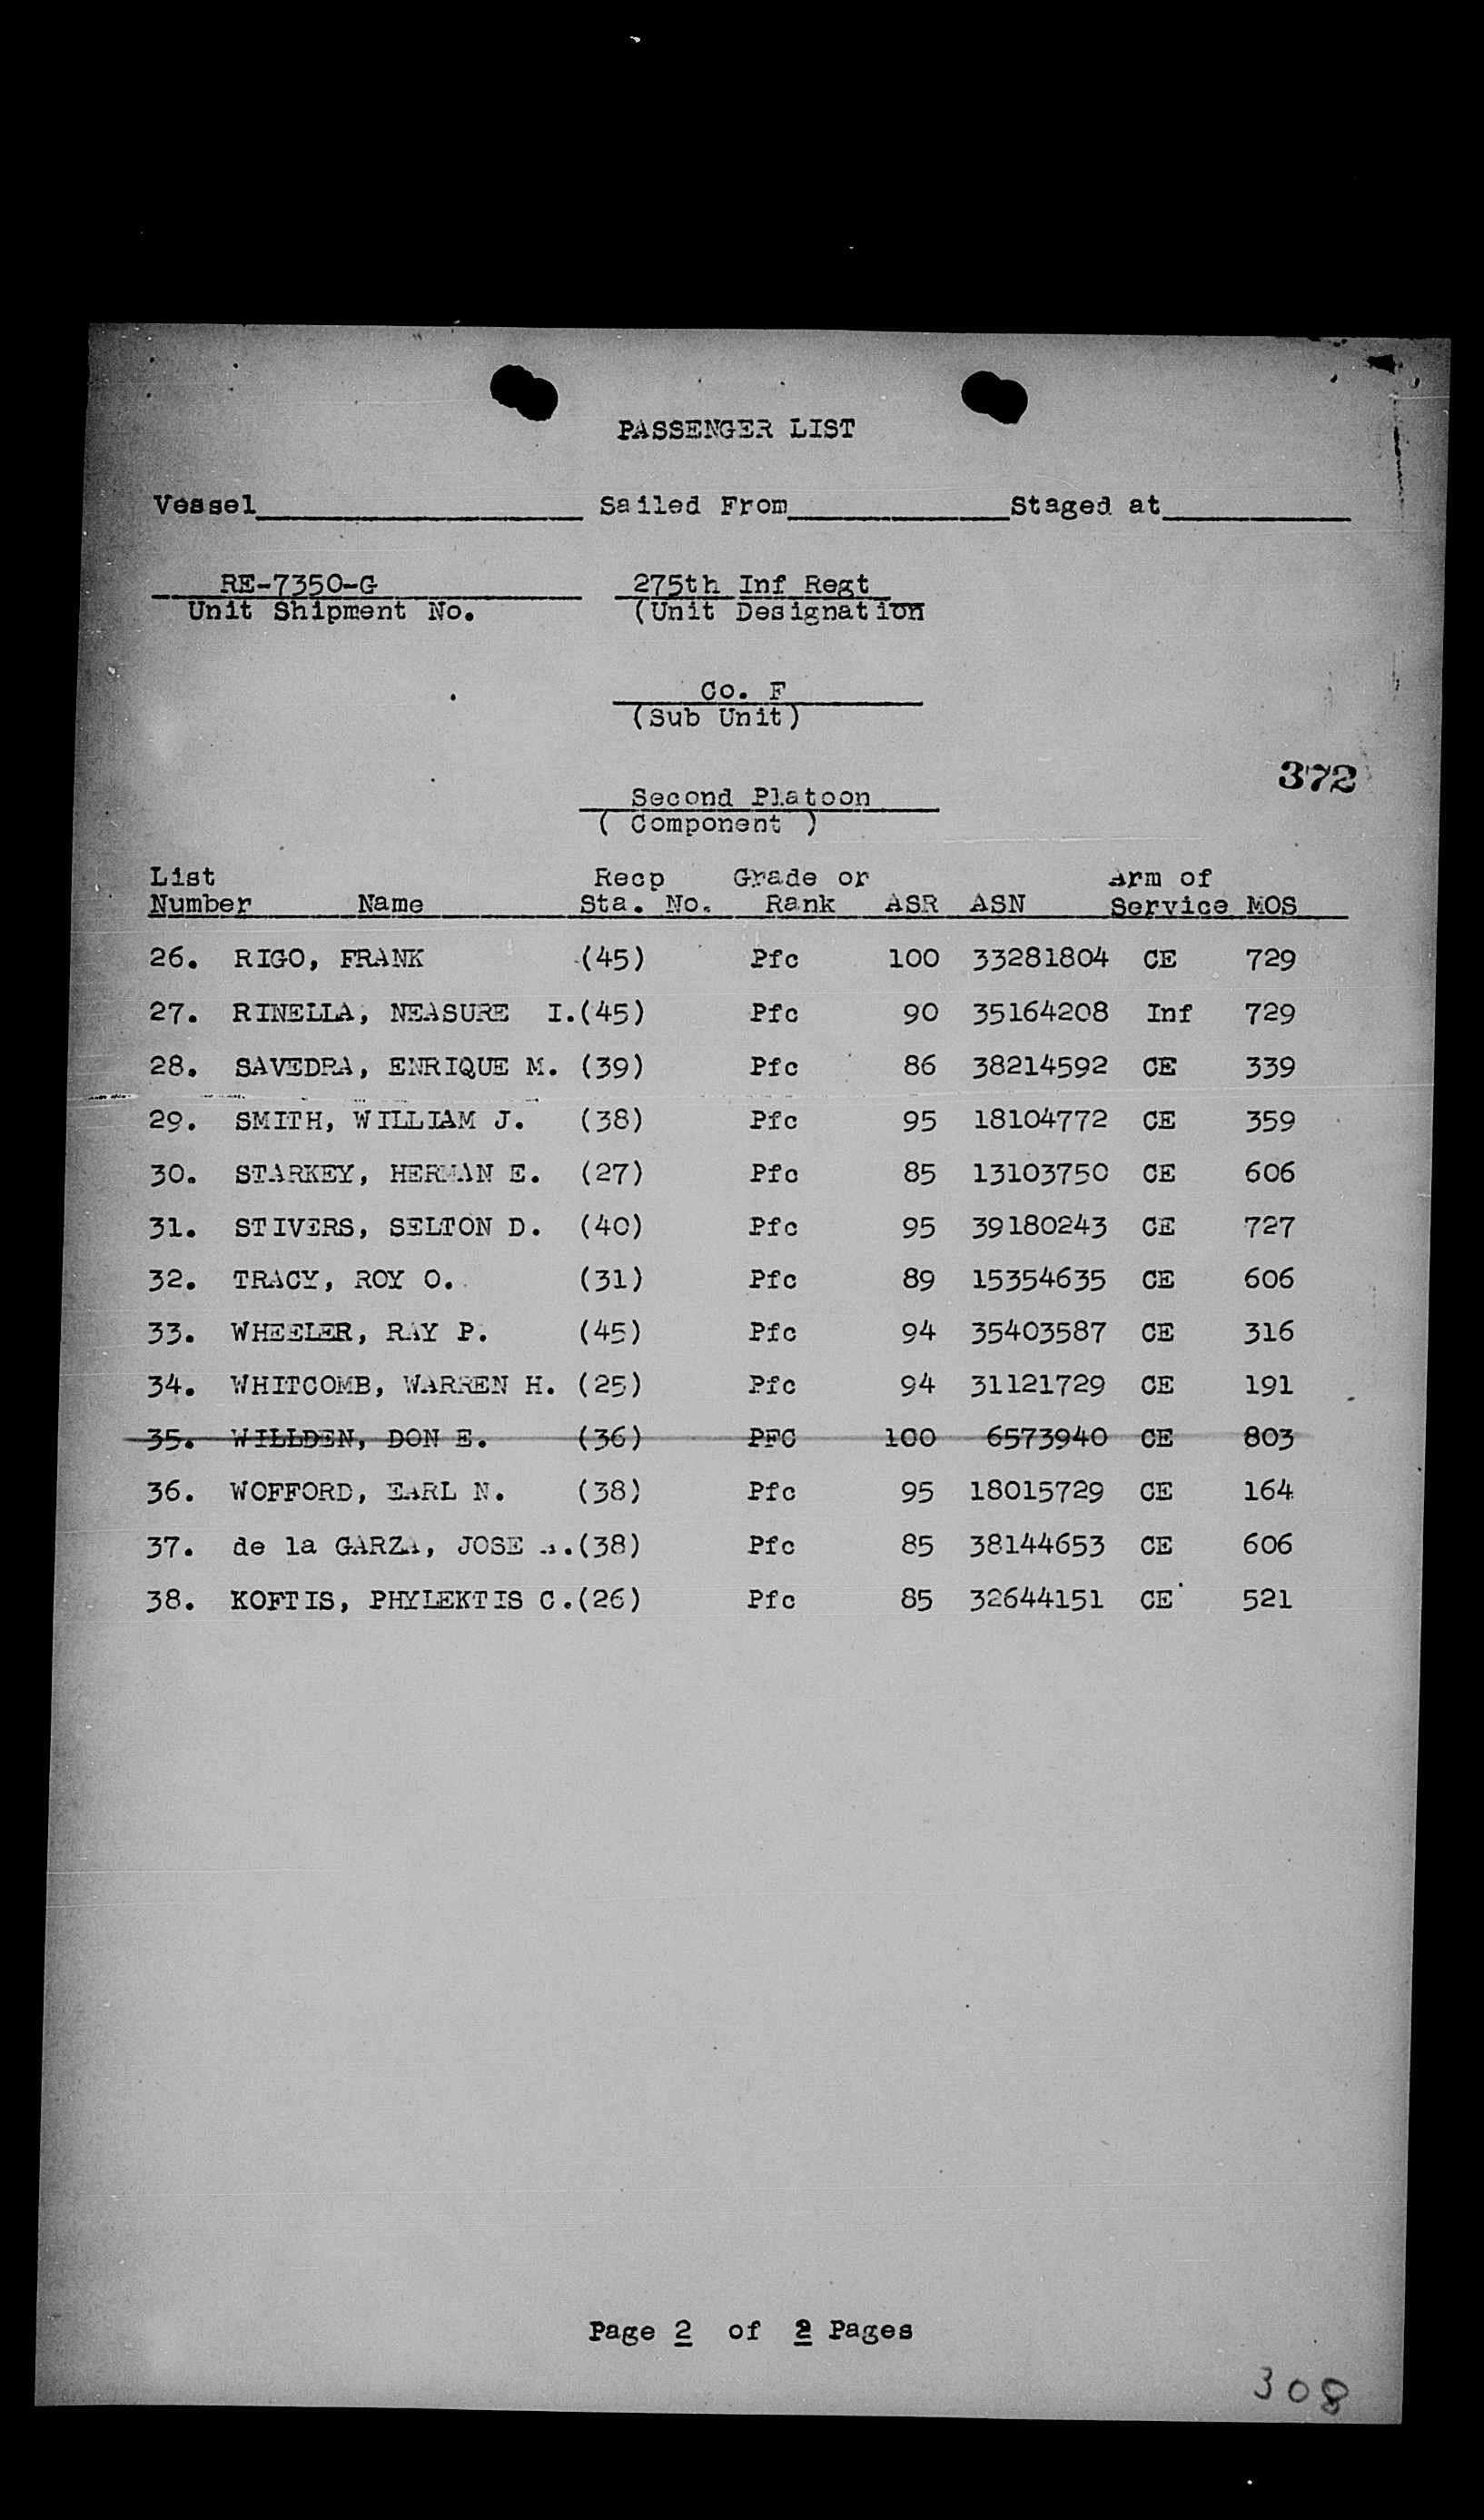 PASSENGER LIST
Vessel Sailed From Staged at
RE-7350-G 275th Inf Regt
Unit Shipment No. (Unit Designation
Co. F
(Sub Unit)
372
Second Platoon
( Component )
List Recp Grade or Arm of
Number Name Sta. No. Rank ASR ASN Service MOS
26. RIGO, FRANK (45) Pfc 100 33281804 CE 729
27. RINELLA, NEASURE I.(45) Pfc 90 35164208 Inf 729
28. SAVEDRA, ENRIQUE M. (39) Pfc 86 38214592 CE 339
29. SMITH, WILLIAM J. (38) Pfc 95 18104772 CE 359
30. STARKEY, HERMAN E. (27) Pfc 85 13103750 CE 606
31. STIVERS, SELTON D. (40) Pfc 95 39180243 CE 727
32. TRACY, ROY O. (31) Pfc 89 15354635 CE 606
33. WHEELER, RAY P. (45) Pfc 94 35403587 CE 316
34. WHITCOMB, WARREN H. (25) Pfc 94 31121729 CE 191
35. WILLDEN, DON E. (36) PFC 100 6573940 CE 803
36. WOFFORD, EARL N. (38) Pfc 95 18015729 CE 164
37. de la GARZA, JOSE (38) Pfc 85 38144653 CE 606
38. KOFTIS, PHYLEKTIS C.(26) Pfc 85 32644151 CE 521
Page 2 of 2 Pages
308